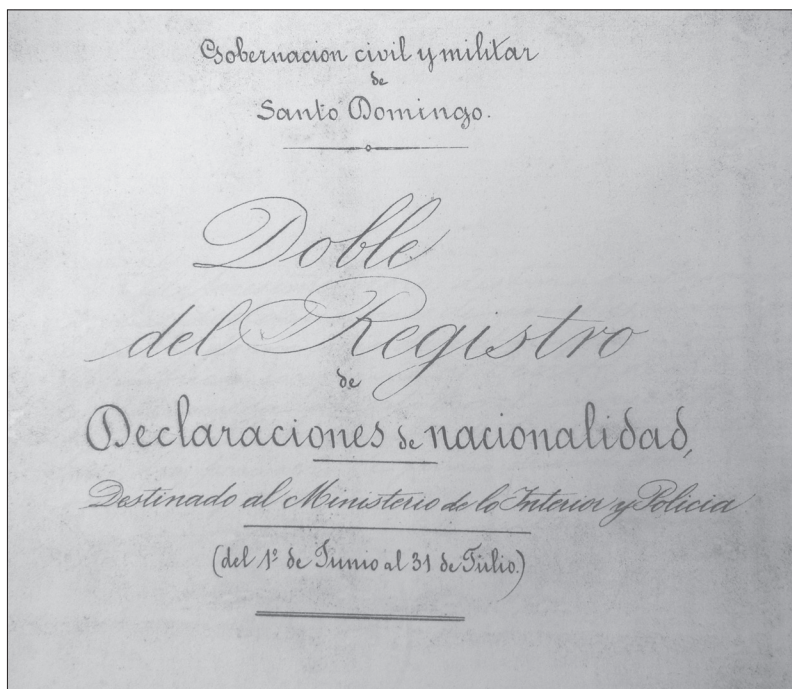 Gobernacion civil y militar
de
Santo Domingo.
Doble
del Registro
de
Declaraciones de nacionalidad,
Destinado al Ministerio de lo Interior y Policia
(del 1º de Junio al 31 de Julio.)